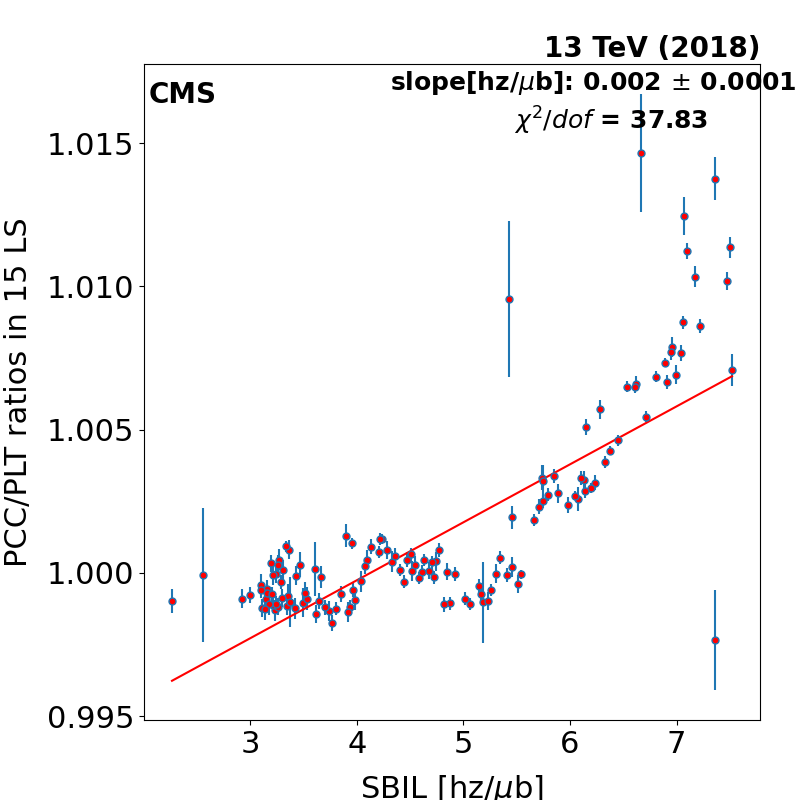 13 TeV (2018)
CMS
slope[hz/μb]: 0.002 ± 0.0001
χ²/dof = 37.83
PCC/PLT ratios in 15 LS
1.015
1.010
1.005
1.000
0.995
3 4 5 6 7
SBIL [hz/μb]